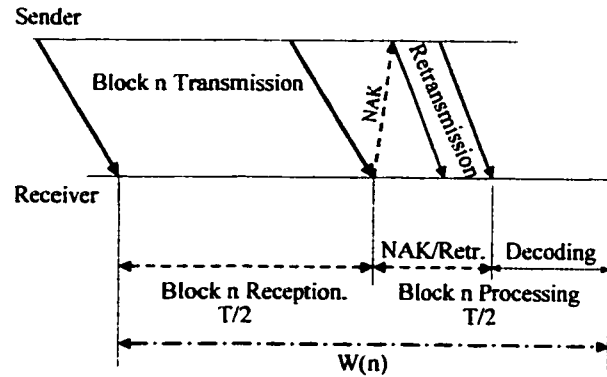 Sender
Block n Transmission
NAK
Retransmission
Receiver
NAK/Retr.
Decoding
Block n Reception.
T/2
Block n Processing
T/2
W(n)